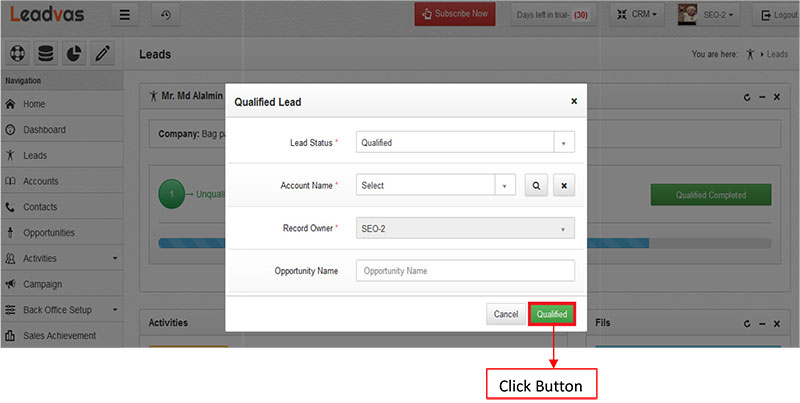 Leadvas
Subscribe Now
Days left in trial- (30)
CRM
SEO-2
Logout
Leads
You are here:
Leads
Navigation
Home
Dashboard
Leads
Accounts
Contacts
Opportunities
Activities
Campaign
Back Office Setup
Sales Achievement
Mr. Md Alalmin
Company: Bag pa
1
Unquali
Qualified Completed
Qualified Lead
Lead Status *
Qualified
Account Name *
Select
Record Owner *
SEO-2
Opportunity Name
Opportunity Name
Cancel
Qualified
Activities
Fils
Click Button